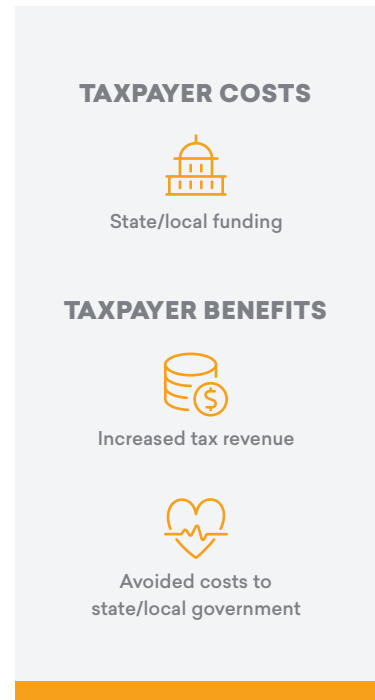 TAXPAYER COSTS
State/local funding
TAXPAYER BENEFITS
$
Increased tax revenue
Avoided costs to
state/local government